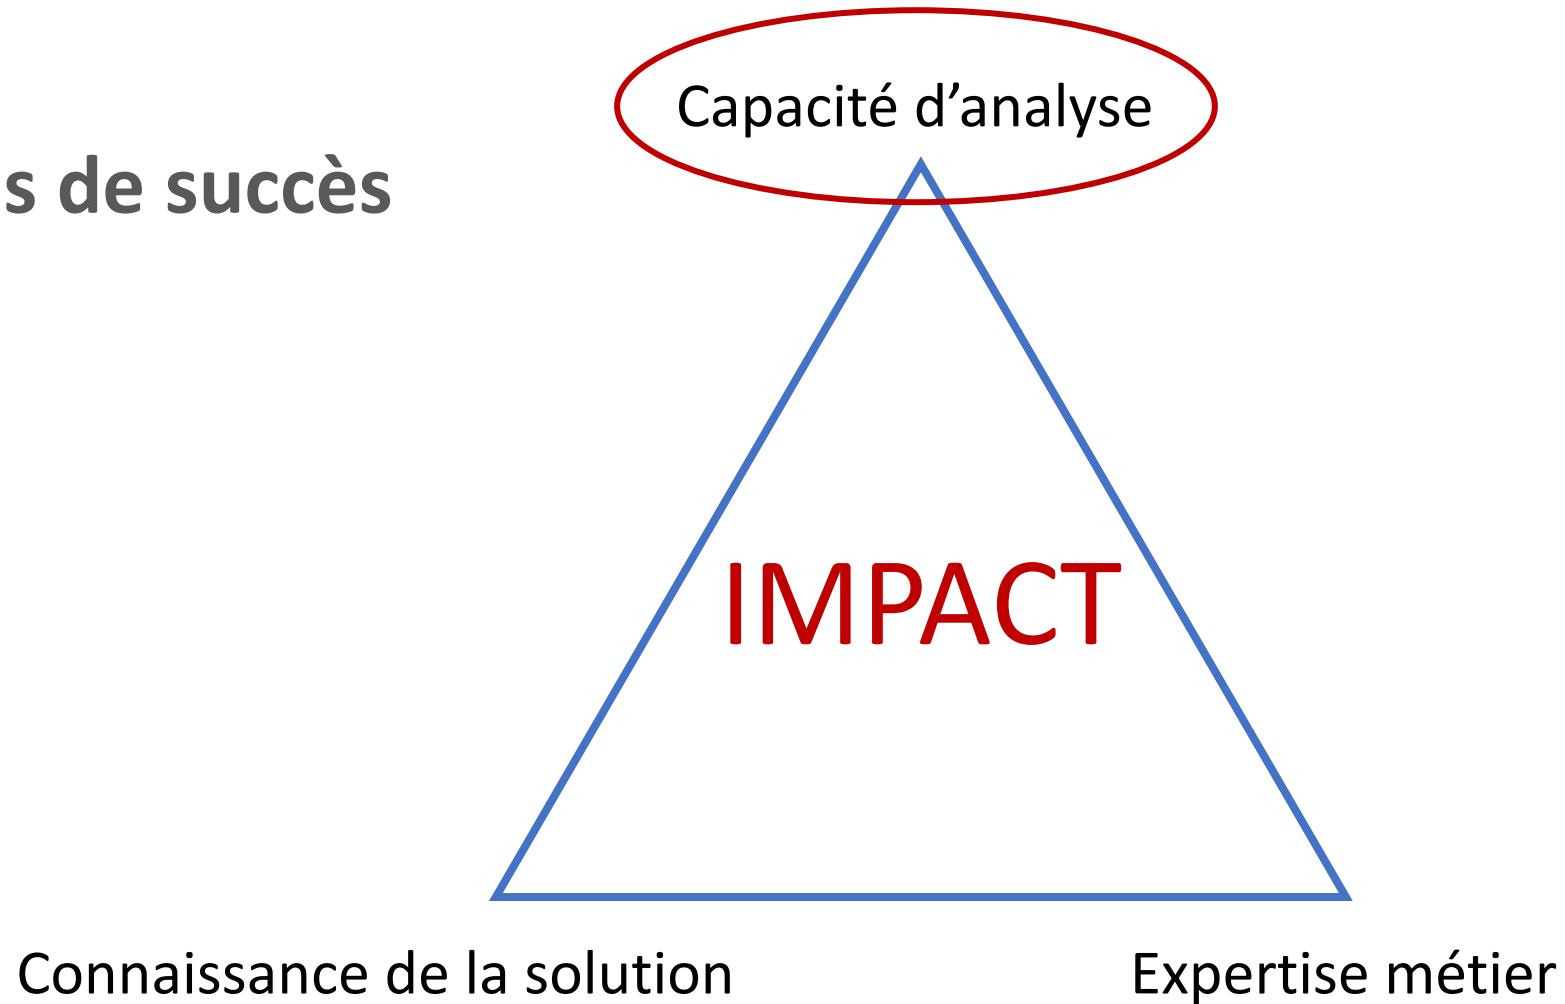 Capacité d’analyse
s de succès
IMPACT
Connaissance de la solution
Expertise métier